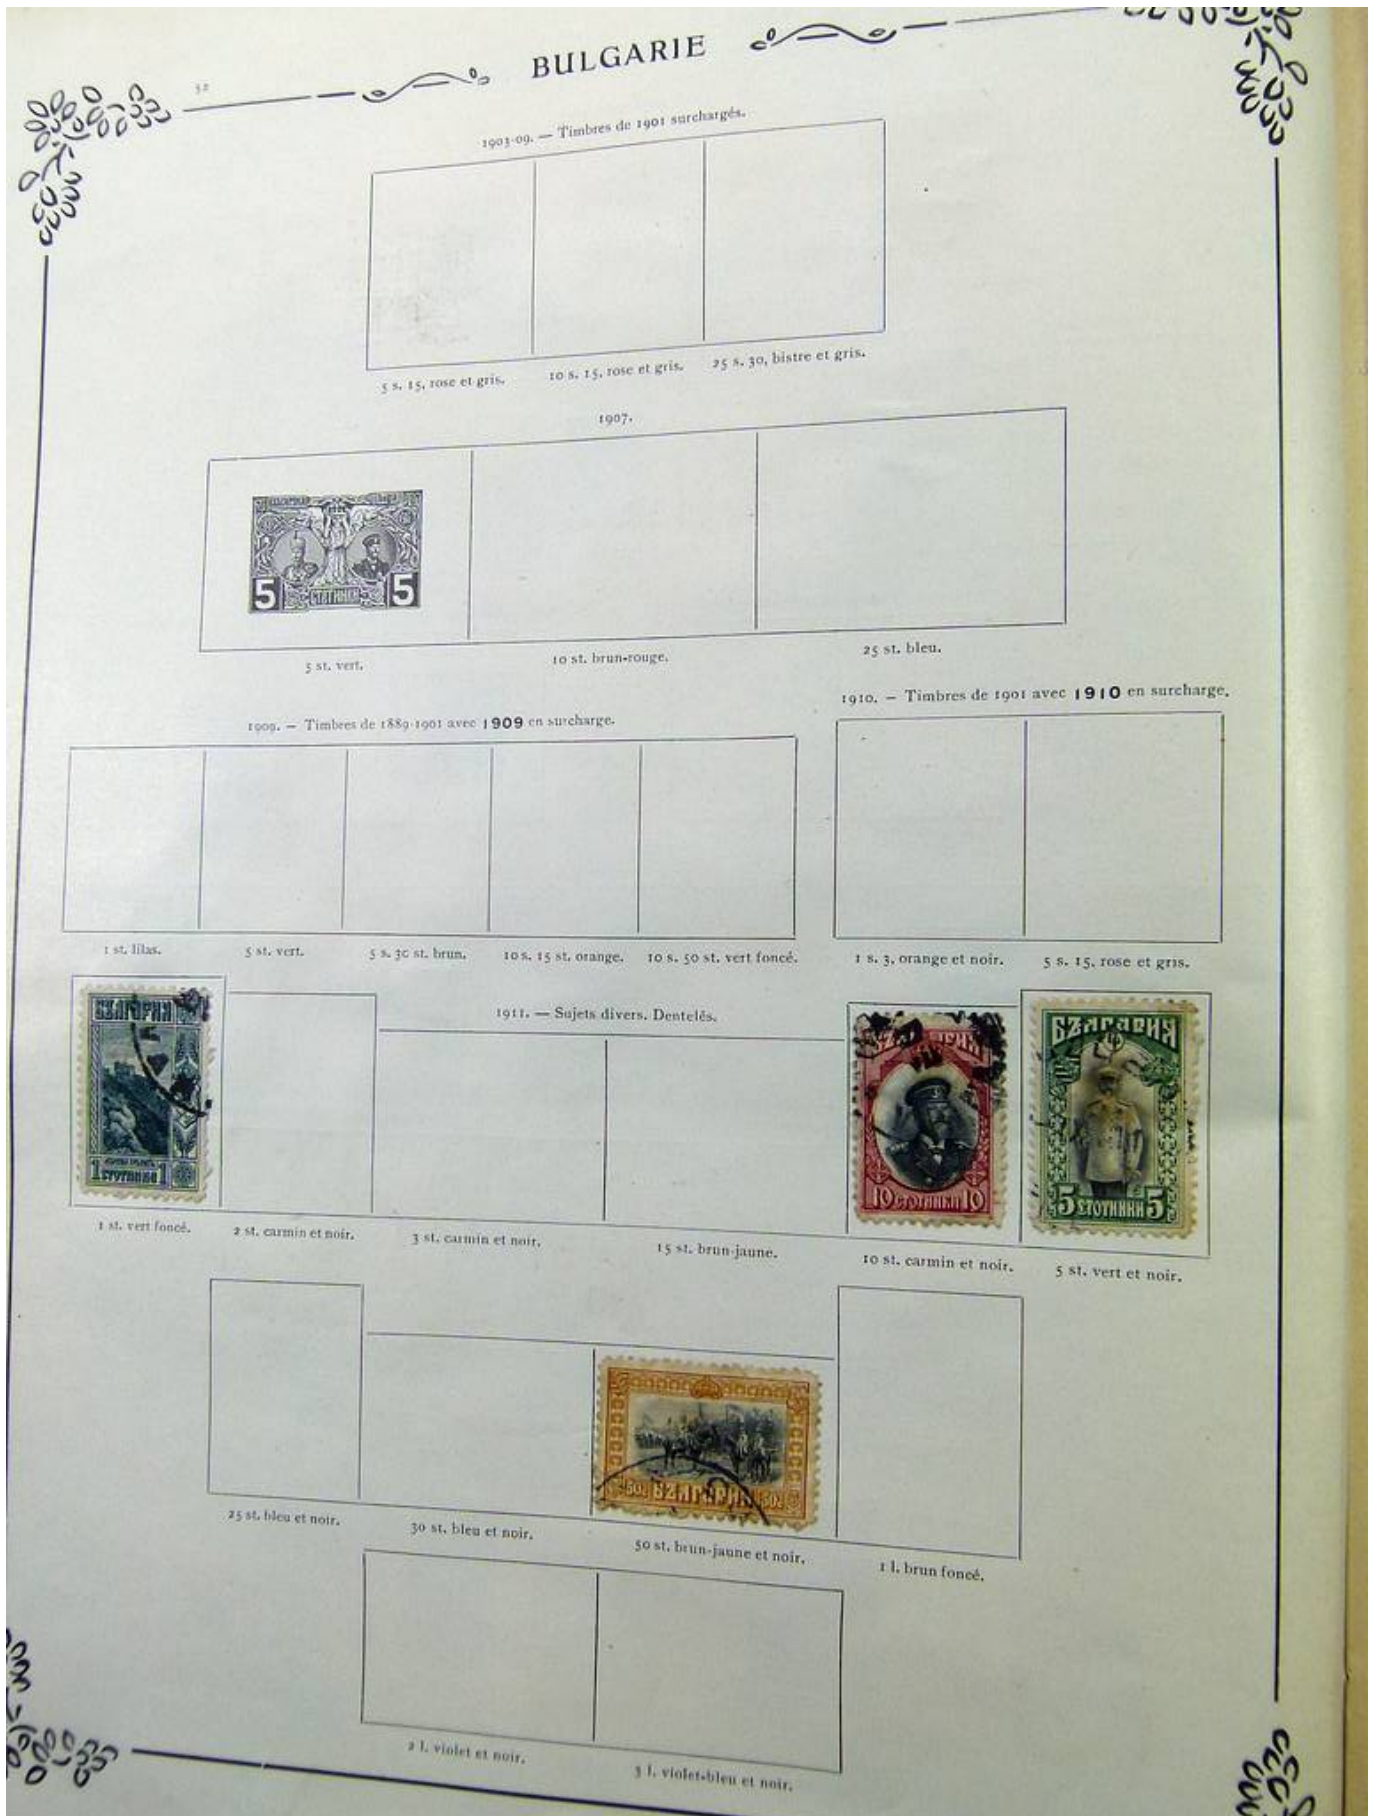 BULGARIE
1903-09. — Timbres de 1901 surchargés.
5 s. 15, rose et gris.
10 s. 15, rose et gris.
25 s. 30, bistre et gris.
1907.
5 5
СТОТИНКИ
5 st. vert.
10 st. brun-rouge.
25 st. bleu.
1909. — Timbres de 1889-1901 avec 1909 en surcharge.
1910. — Timbres de 1901 avec 1910 en surcharge.
1 st. lilas.
5 st. vert.
5 s. 30 st. brun.
10 s. 15 st. orange.
10 s. 50 st. vert foncé.
1 s. 3, orange et noir.
5 s. 15, rose et gris.
1911. — Sujets divers. Dentelés.
БЪЛГАРИЯ
1 СТОТИНКА 1
10 СТОТИНКИ 10
БЪЛГАРИЯ
5 СТОТИНКИ 5
1 st. vert foncé.
2 st. carmin et noir.
3 st. carmin et noir.
15 st. brun-jaune.
10 st. carmin et noir.
5 st. vert et noir.
50 БЪЛГАРИЯ 50
25 st. bleu et noir.
30 st. bleu et noir.
50 st. brun-jaune et noir.
1 l. brun foncé.
2 l. violet et noir.
3 l. violet-bleu et noir.